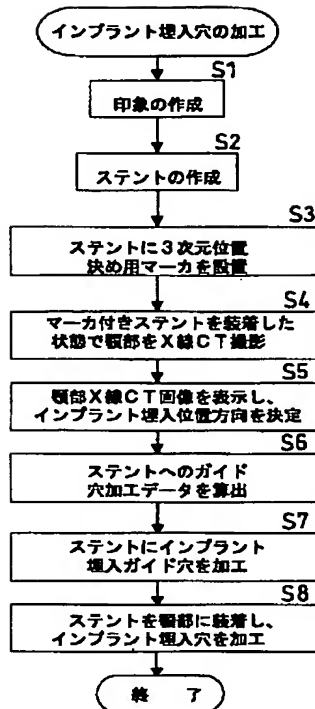 インプラント埋入穴の加工
S1
印象の作成
S2
ステントの作成
S3
ステントに3次元位置
決め用マーカを設置
S4
マーカ付きステントを装着した
状態で顎部をX線CT撮影
S5
顎部X線CT画像を表示し、
インプラント埋入位置方向を決定
S6
ステントへのガイド
穴加工データを算出
S7
ステントにインプラント
埋入ガイド穴を加工
S8
ステントを顎部に装着し、
インプラント埋入穴を加工
終 了